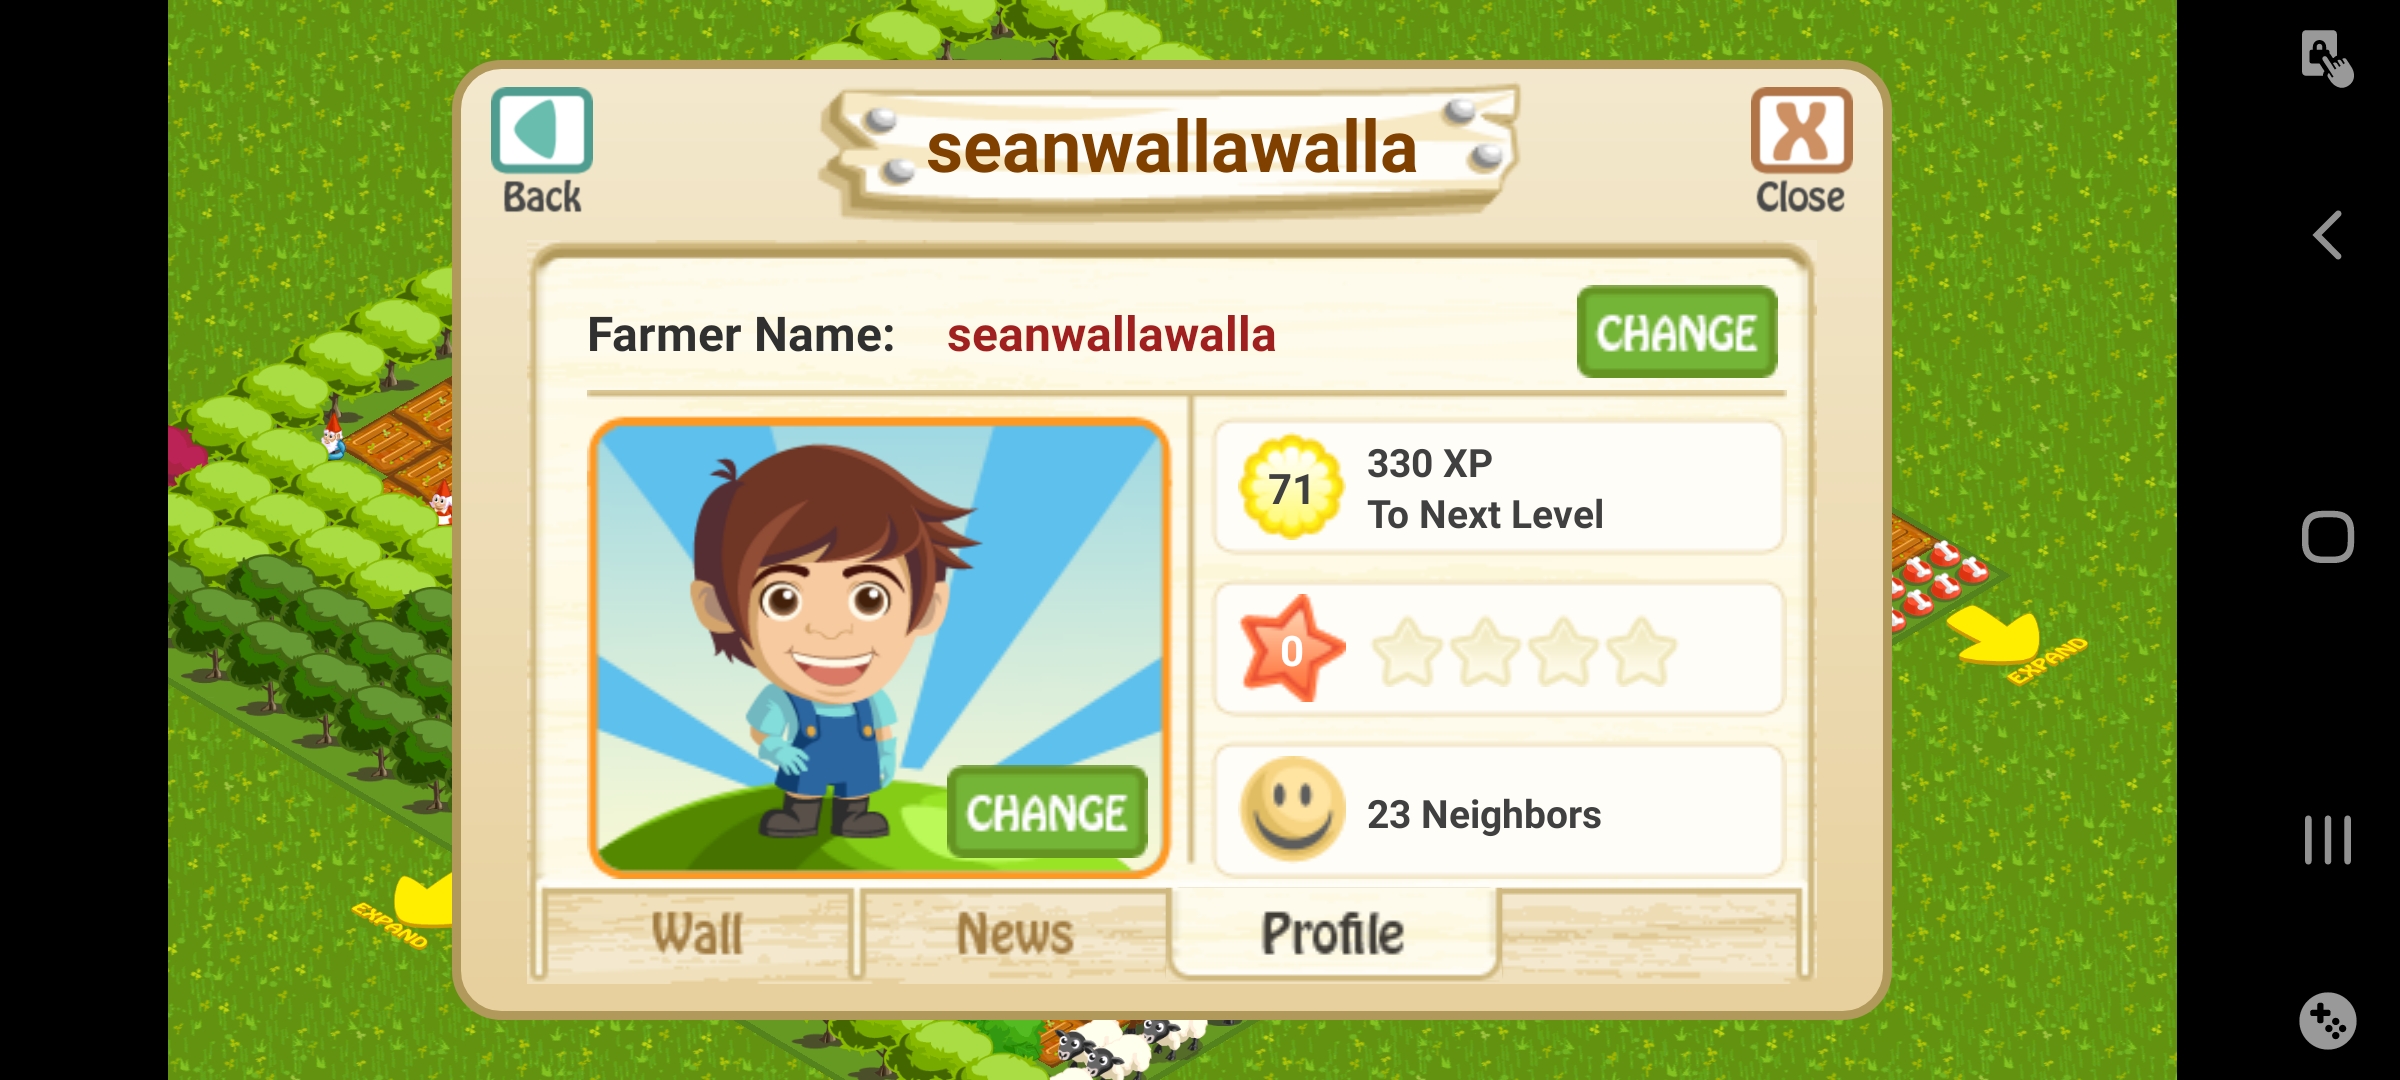 seanwallawalla
Back
Close
Farmer Name: seanwallawalla
CHANGE
71
330 XP
To Next Level
0
23 Neighbors
CHANGE
Wall
News
Profile
EXPAND
EXPAND